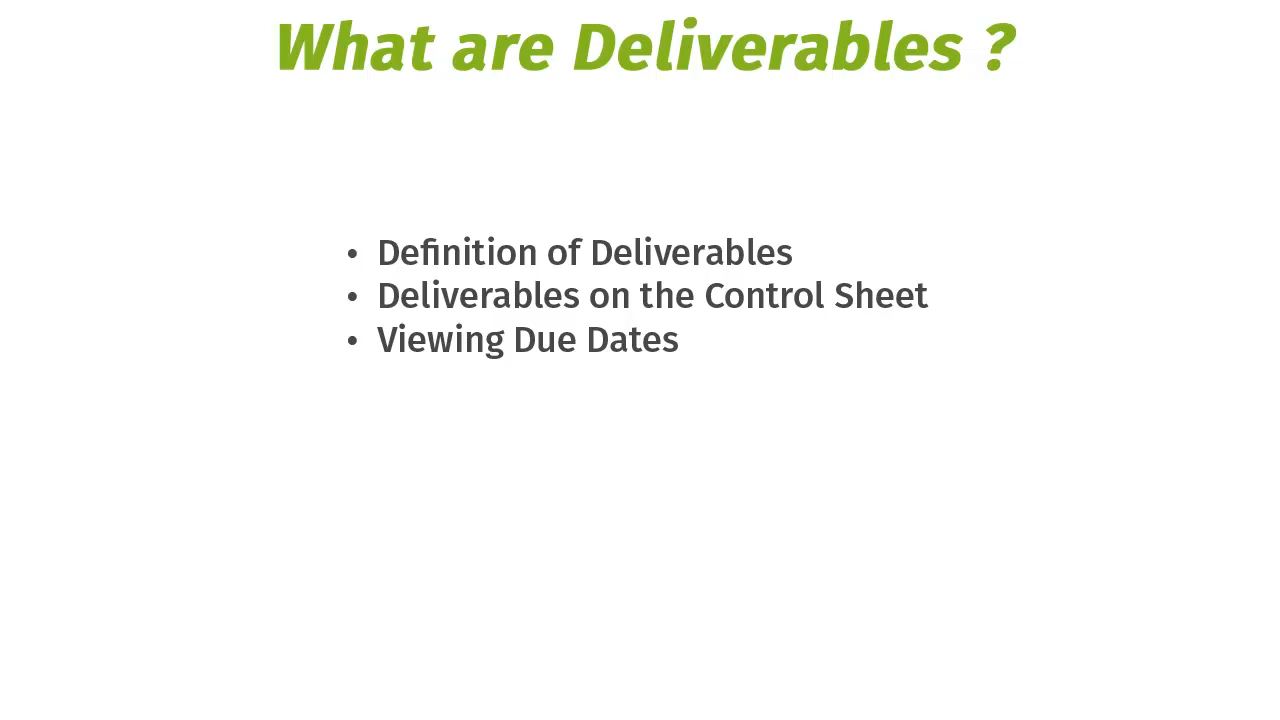 What are Deliverables ?
• Definition of Deliverables
• Deliverables on the Control Sheet
• Viewing Due Dates